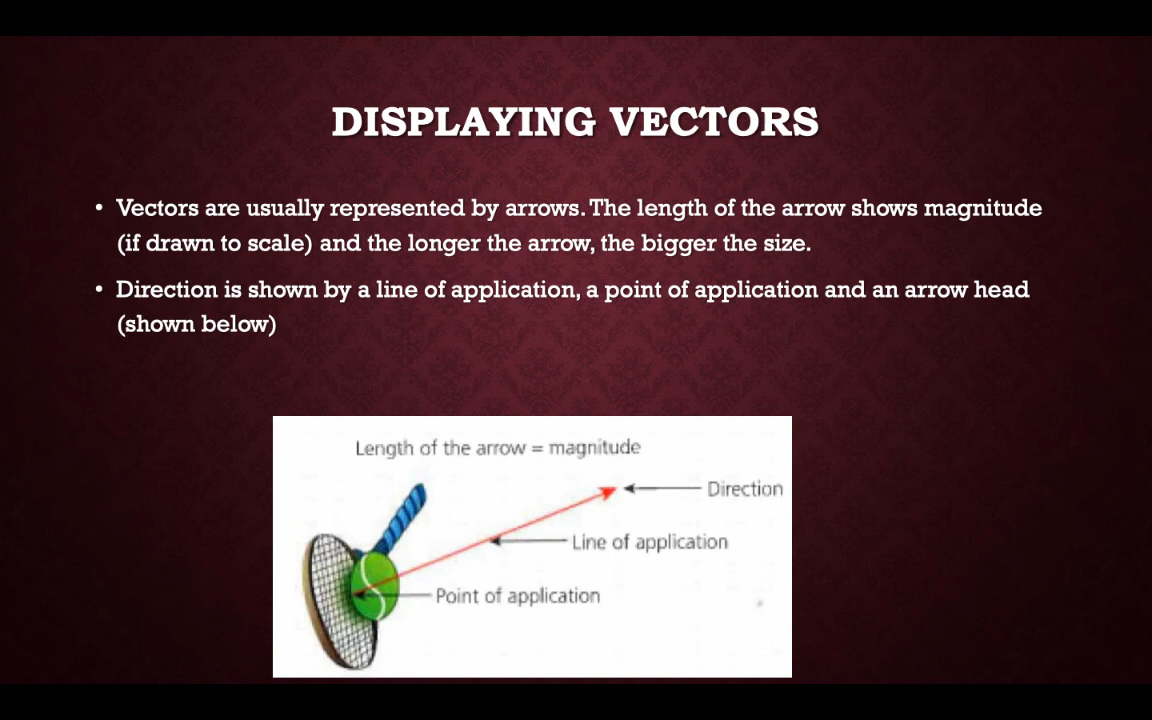 DISPLAYING VECTORS
• Vectors are usually represented by arrows. The length of the arrow shows magnitude
(if drawn to scale) and the longer the arrow, the bigger the size.
• Direction is shown by a line of application, a point of application and an arrow head
(shown below)
Length of the arrow = magnitude
Direction
Line of application
Point of application